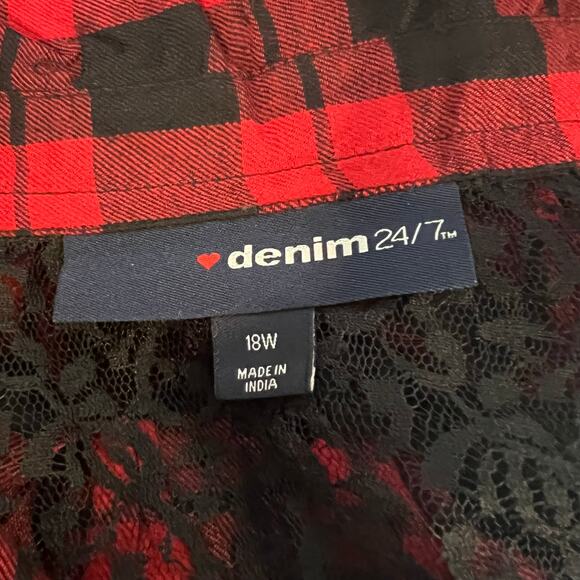 denim 24/7™
18W
MADE IN
INDIA